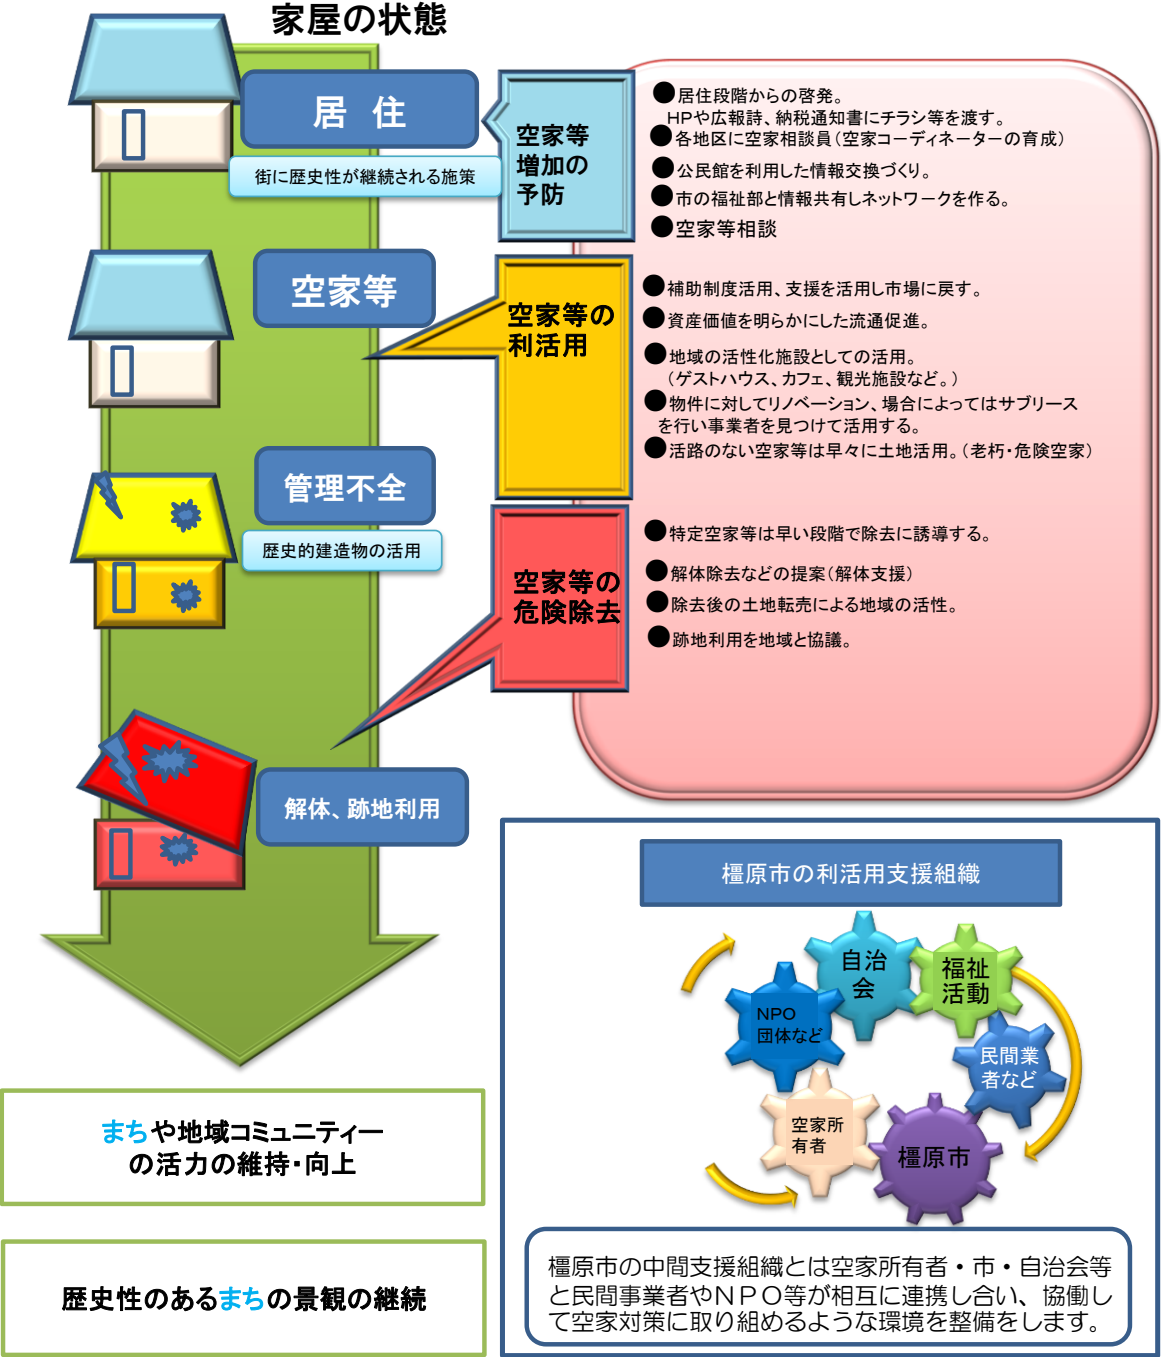 家屋の状態
居 住
街に歴史性が継続される施策
空家等
増加の
予防
●居住段階からの啓発。
HPや広報詩、納税通知書にチラシ等を渡す。
●各地区に空家相談員（空家コーディネーターの育成）
●公民館を利用した情報交換づくり。
●市の福祉部と情報共有しネットワークを作る。
●空家等相談
空家等
空家等の
利活用
●補助制度活用、支援を活用し市場に戻す。
●資産価値を明らかにした流通促進。
●地域の活性化施設としての活用。
（ゲストハウス、カフェ、観光施設など。）
●物件に対してリノベーション、場合によってはサブリース
を行い事業者を見つけて活用する。
●活路のない空家等は早々に土地活用。（老朽・危険空家）
管理不全
歴史的建造物の活用
空家等の
危険除去
●特定空家等は早い段階で除去に誘導する。
●解体除去などの提案（解体支援）
●除去後の土地転売による地域の活性。
●跡地利用を地域と協議。
解体、跡地利用
橿原市の利活用支援組織
自治
会
福祉
活動
NPO
団体など
民間業
者など
空家所
有者
橿原市
橿原市の中間支援組織とは空家所有者・市・自治会等
と民間事業者やＮＰＯ等が相互に連携し合い、協働し
て空家対策に取り組めるような環境を整備をします。
まちや地域コミュニティー
の活力の維持・向上
歴史性のあるまちの景観の継続